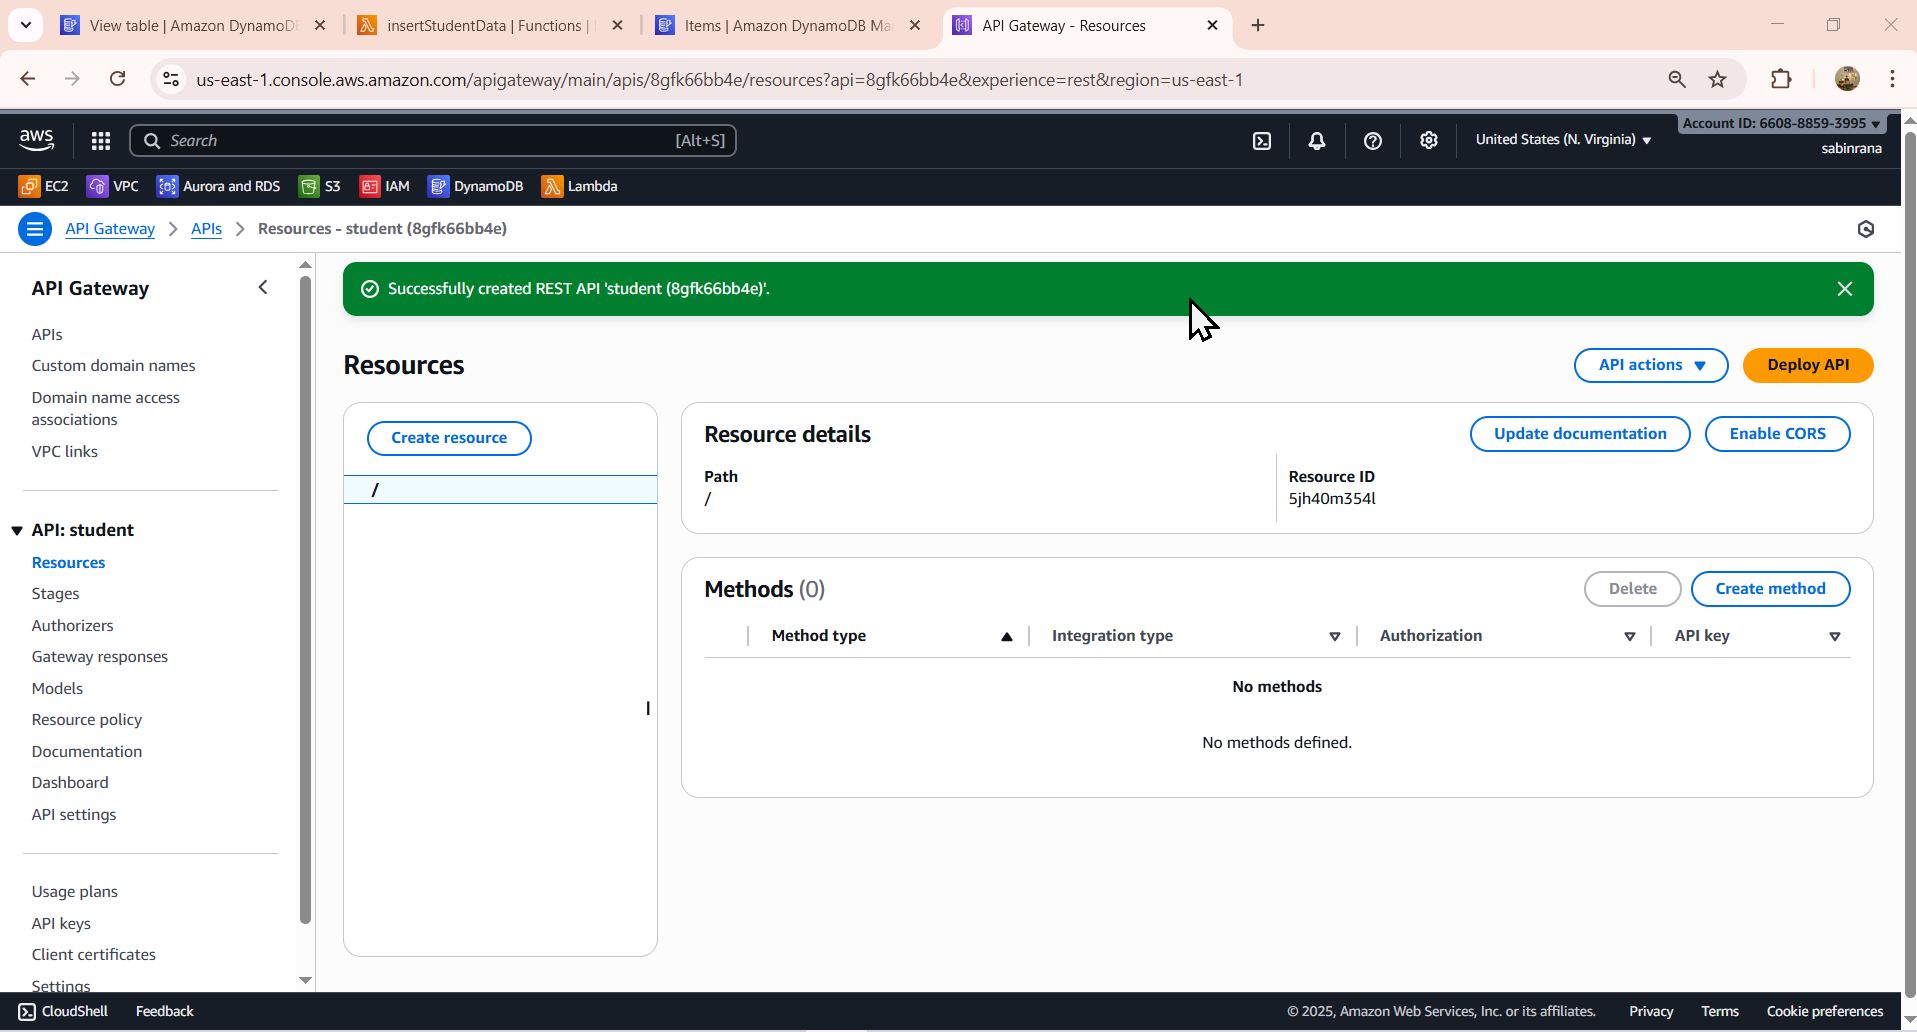 View table | Amazon DynamoDB
insertStudentData | Functions |
Items | Amazon DynamoDB Ma
API Gateway - Resources
us-east-1.console.aws.amazon.com/apigateway/main/apis/8gfk66bb4e/resources?api=8gfk66bb4e&experience=rest&region=us-east-1
aws
Search
[Alt+S]
United States (N. Virginia)
Account ID: 6608-8859-3995
sabinrana
EC2
VPC
Aurora and RDS
S3
IAM
DynamoDB
Lambda
API Gateway
APIs
Resources - student (8gfk66bb4e)
API Gateway
APIs
Custom domain names
Domain name access
associations
VPC links
API: student
Resources
Stages
Authorizers
Gateway responses
Models
Resource policy
Documentation
Dashboard
API settings
Usage plans
API keys
Client certificates
Settings
Successfully created REST API 'student (8gfk66bb4e)'.
Resources
API actions
Deploy API
Create resource
/
Resource details
Update documentation
Enable CORS
Path
/
Resource ID
5jh40m354l
Methods (0)
Delete
Create method
Method type
Integration type
Authorization
API key
No methods
No methods defined.
CloudShell
Feedback
© 2025, Amazon Web Services, Inc. or its affiliates.
Privacy
Terms
Cookie preferences